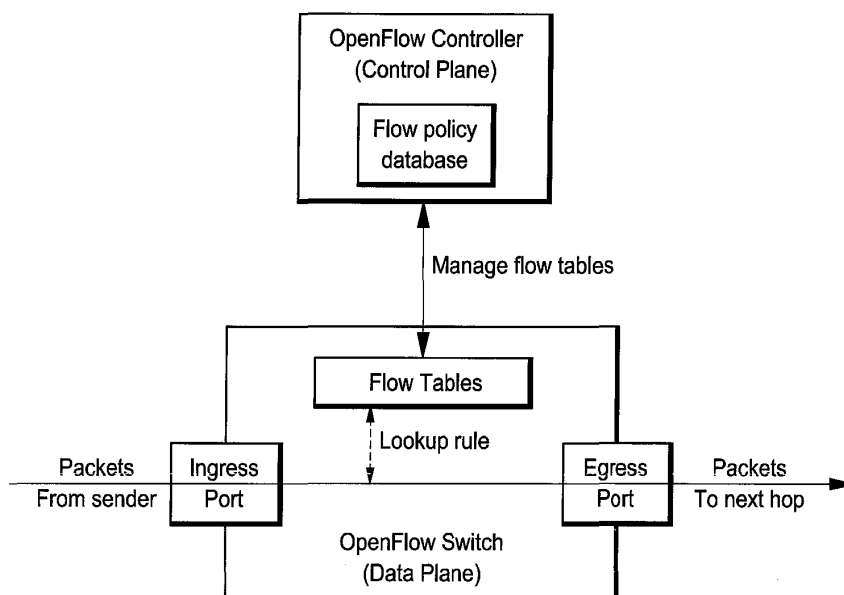 OpenFlow Controller
(Control Plane)
Flow policy
database
Manage flow tables
Flow Tables
Lookup rule
Packets
From sender
Ingress
Port
Egress
Port
Packets
To next hop
OpenFlow Switch
(Data Plane)